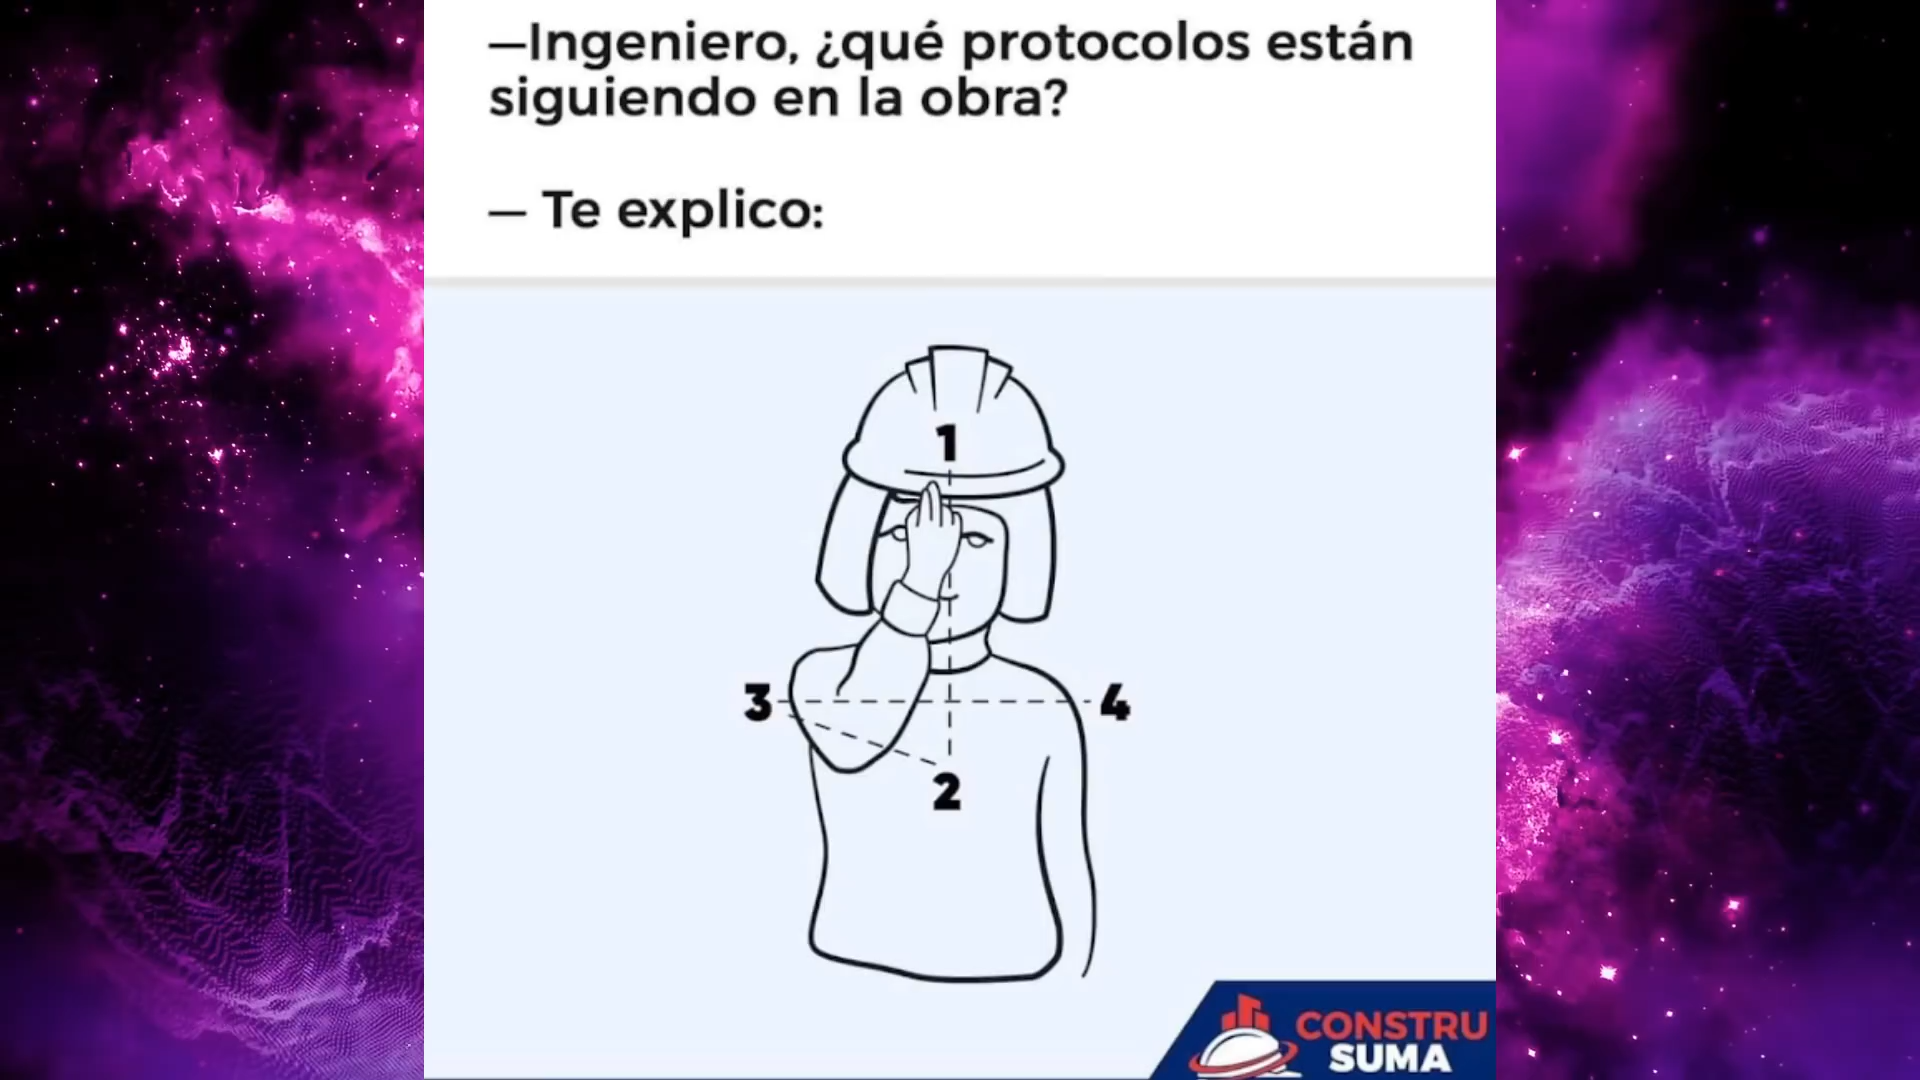 —Ingeniero, ¿qué protocolos están
siguiendo en la obra?
— Te explico:
1
3
4
2
CONSTRU
SUMA